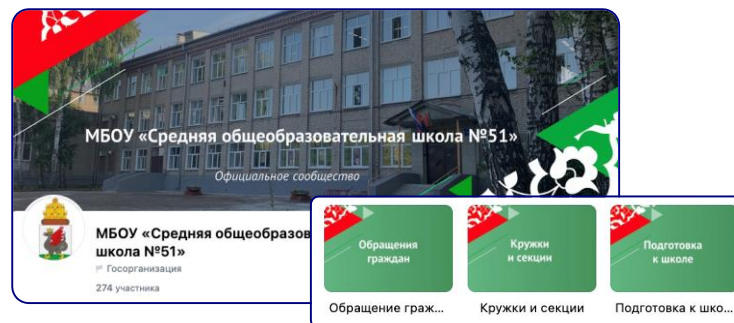 МБОУ «Средняя общеобразовательная школа №51»
Официальное сообщество
МБОУ «Средняя общеобразов
школа №51»
Госорганизация
274 участника
Обращения
граждан
Кружки
и секции
Подготовка
к школе
Обращение граж...
Кружки и секции
Подготовка к шко...